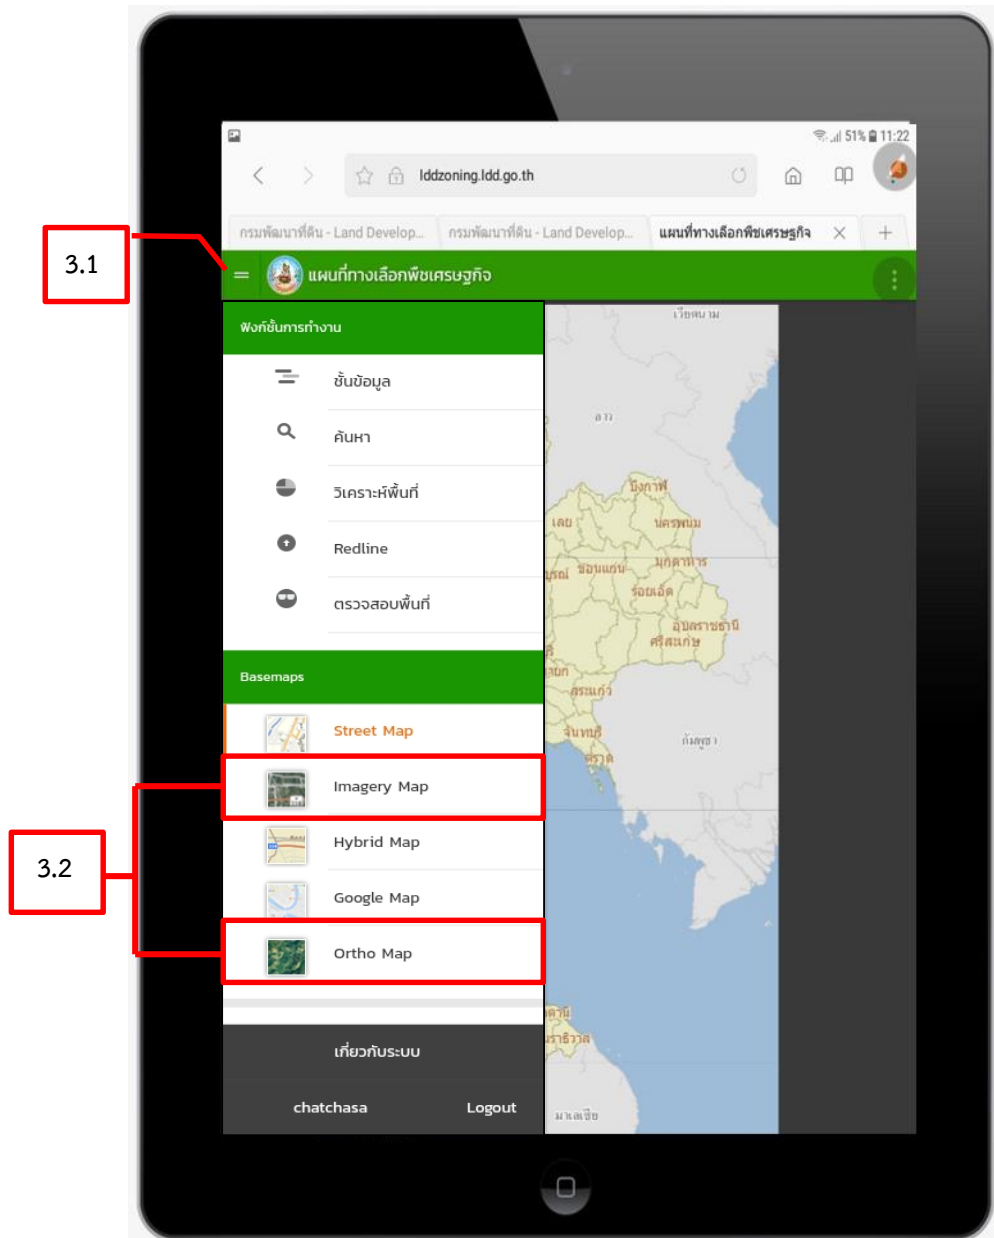 51% 11:22
lddzoning.ldd.go.th
กรมพัฒนาที่ดิน - Land Develop...
กรมพัฒนาที่ดิน - Land Develop...
แผนที่ทางเลือกพืชเศรษฐกิจ
3.1
แผนที่ทางเลือกพืชเศรษฐกิจ
ฟังก์ชั่นการทำงาน
ชั้นข้อมูล
ค้นหา
วิเคราะห์พื้นที่
Redline
ตรวจสอบพื้นที่
Basemaps
Street Map
Imagery Map
Hybrid Map
3.2
Google Map
Ortho Map
เกี่ยวกับระบบ
chatchasa
Logout
เวียดนาม
ลาว
บึงกาฬ
เลย
นครพนม
ขอนแก่น
มุกดาหาร
ร้อยเอ็ด
อุบลราชธานี
ศรีสะเกษ
สระแก้ว
จันทบุรี
ตราด
กัมพูชา
มาเลเซีย